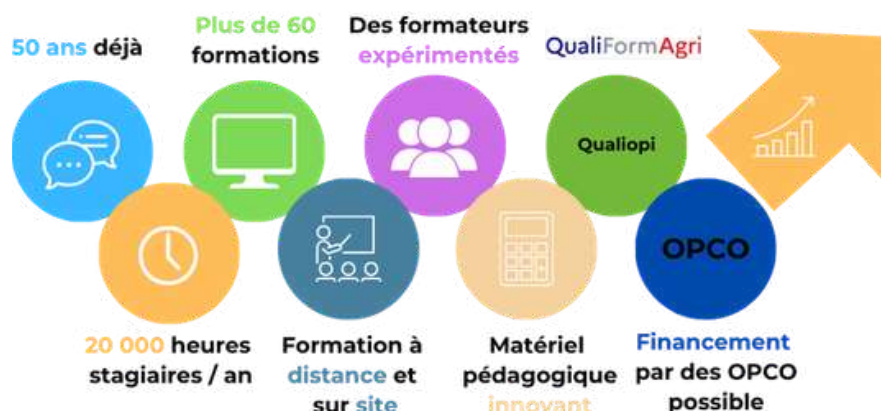 50 ans déjà
Plus de 60
formations
Des formateurs
expérimentés
QualiFormAgri
Qualiopi
OPCO
20 000 heures
stagiaires / an
Formation à
distance et
sur site
Matériel
pédagogique
innovant
Financement
par des OPCO
possible